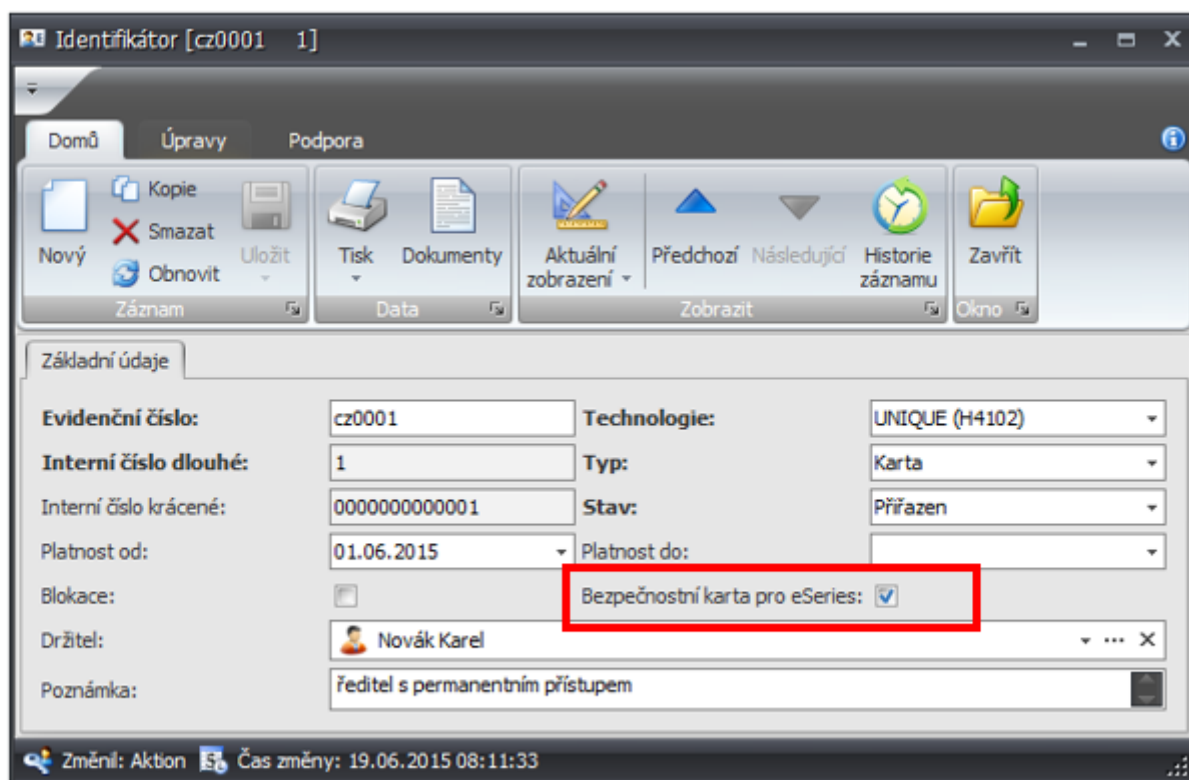 Identifikátor [cz0001 1]
Domů Úpravy Podpora
Nový
Kopie
Smazat
Obnovit
Uložit
Tisk
Dokumenty
Aktuální zobrazení
Předchozí
Následující
Historie záznamu
Zavřít
Záznam Data Zobrazit Okno
Základní údaje
Evidenční číslo: cz0001 Technologie: UNIQUE (H4102)
Interní číslo dlouhé: 1 Typ: Karta
Interní číslo krácené: 0000000000001 Stav: Přiřazen
Platnost od: 01.06.2015 Platnost do:
Blokace: Bezpečnostní karta pro eSeries:
Držitel: Novák Karel
Poznámka: ředitel s permanentním přístupem
Změnil: Aktion Čas změny: 19.06.2015 08:11:33